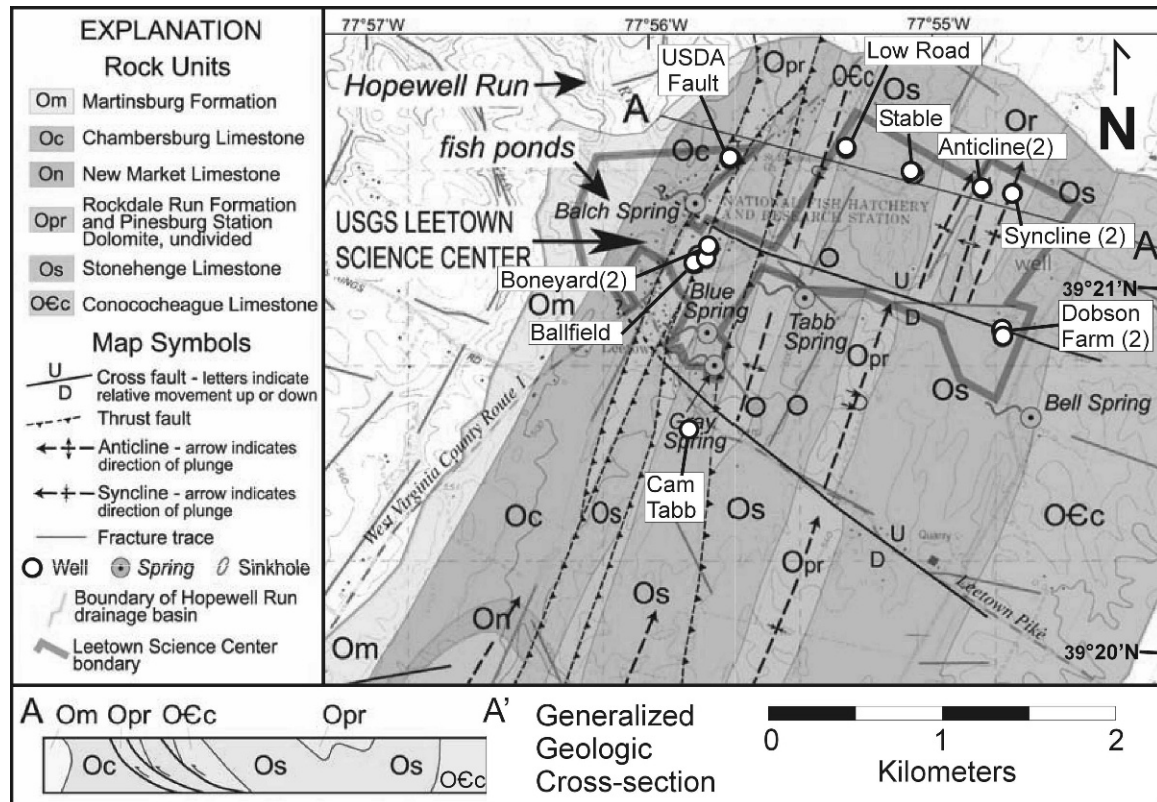 EXPLANATION
Rock Units
Om Martinsburg Formation
Oc Chambersburg Limestone
On New Market Limestone
Opr Rockdale Run Formation and Pinesburg Station Dolomite, undivided
Os Stonehenge Limestone
OЄc Conococheague Limestone
Map Symbols
U
D
Cross fault - letters indicate
relative movement up or down
Thrust fault
Anticline - arrow indicates
direction of plunge
Syncline - arrow indicates
direction of plunge
Fracture trace
Well Spring Sinkhole
Boundary of Hopewell Run
drainage basin
Leetown Science Center
bondary
77°57'W 77°56'W 77°55'W
Hopewell Run
USDA
Fault
Opr
OЄc
Low Road
Os
Stable
Or
N
A
Oc
Anticline(2)
fish ponds
Os
Balch Spring
NATIONAL FISH HATCHERY
AND RESEARCH STATION
Syncline (2)
USGS LEETOWN
SCIENCE CENTER
A
well
Boneyard(2)
Om
Ballfield
Blue
Spring
U
D
39°21'N
Tabb
Spring
Dobson
Farm (2)
Leetown
Opr
Os
Bell Spring
Gray
Spring
West Virginia County Route 1
Cam
Tabb
Oc
Os
Os
OЄc
U
D
Quarry
Opr
Leetown Pike
Os
On
Om
39°20'N
A Om Opr OЄc Opr A'
Oc Os Os OЄc
Generalized
Geologic
Cross-section
0 1 2
Kilometers